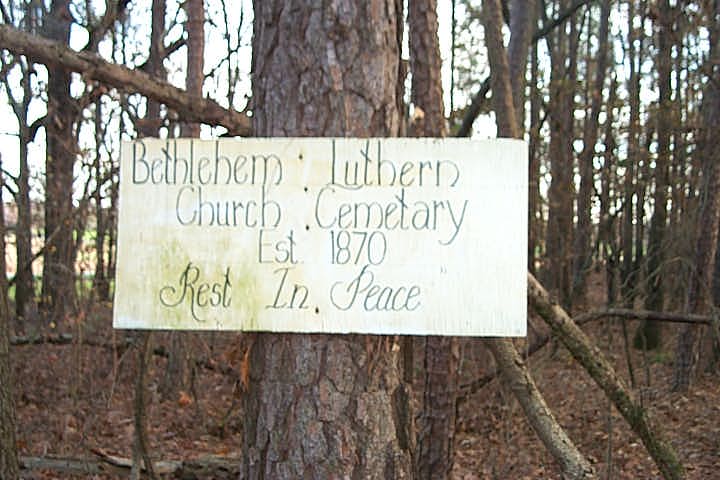 Bethlehem Luthern
Church Cemetary
Est. 1870
Rest In Peace